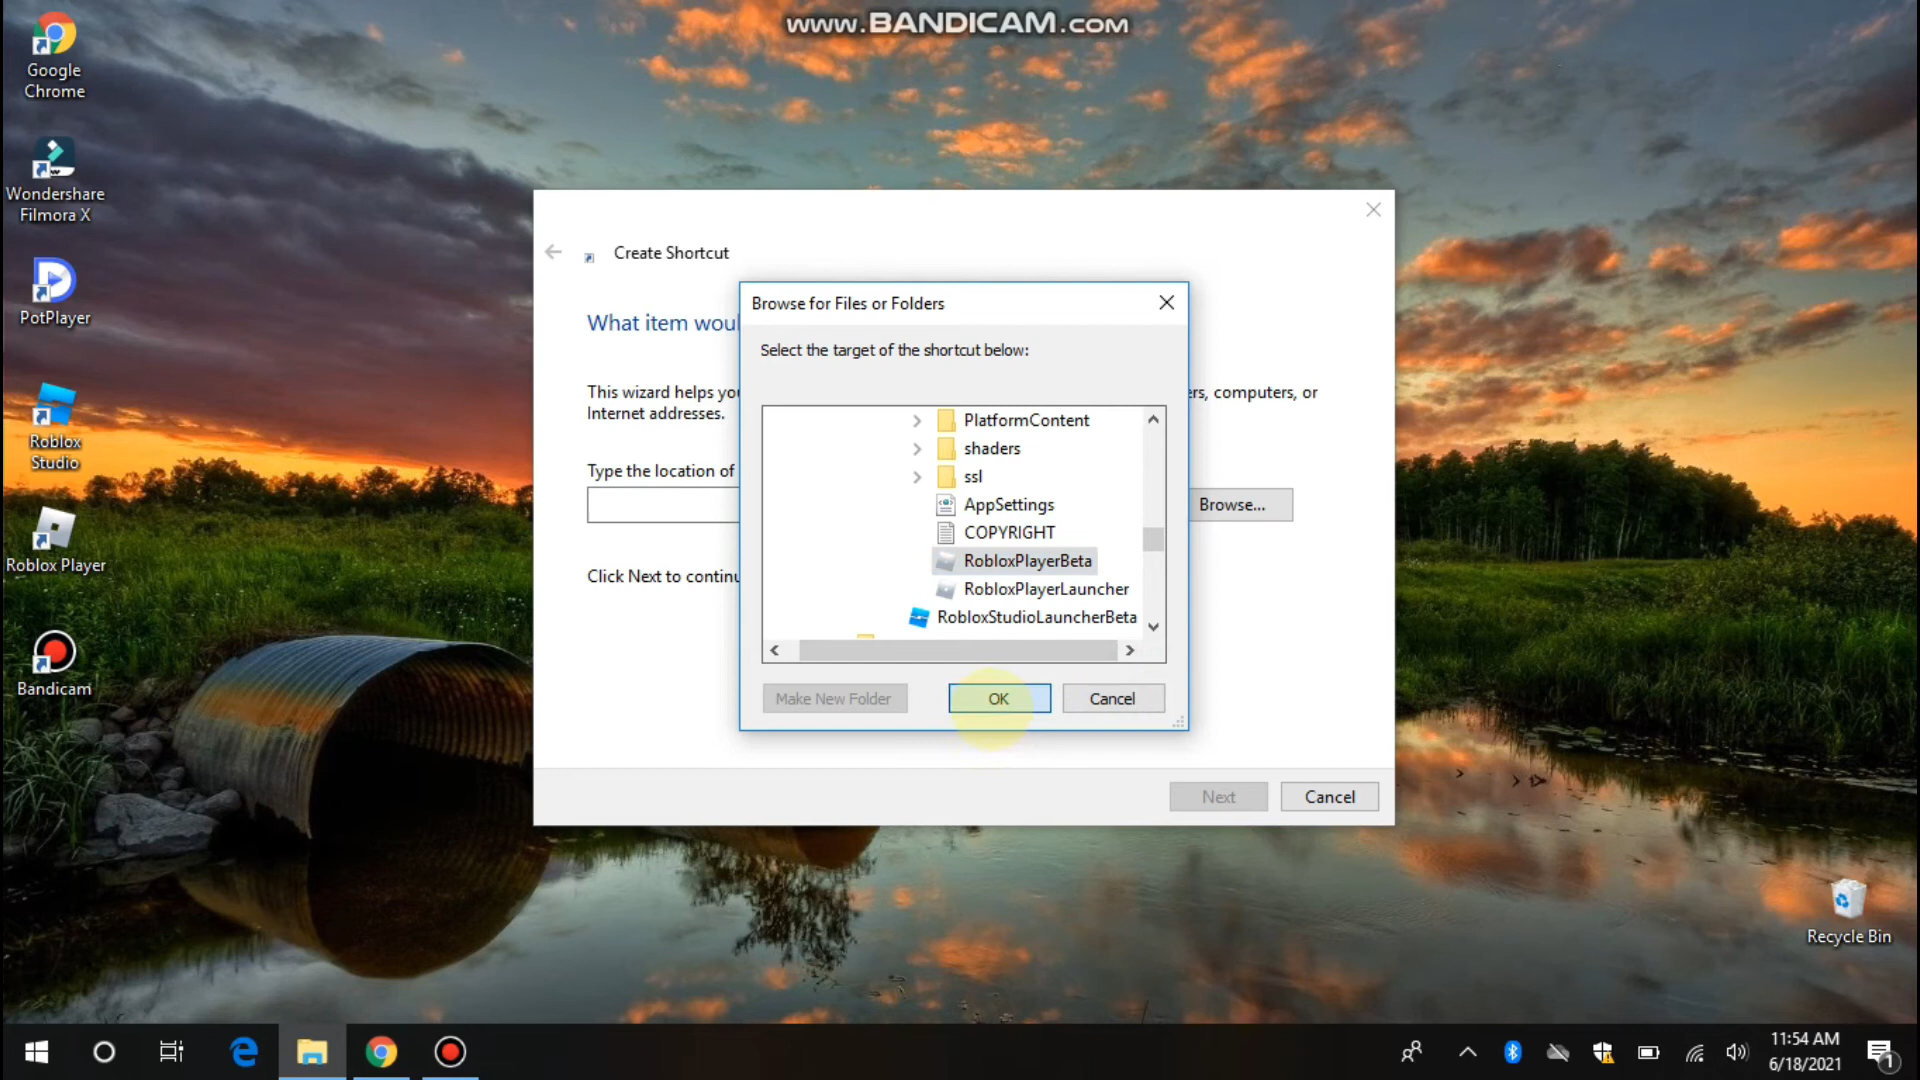 www.BANDICAM.com
Google
Chrome
Wondershare
Filmora X
PotPlayer
Roblox
Studio
Roblox Player
Bandicam
Create Shortcut
What item woul
This wizard helps yo
rs, computers, or
Internet addresses.
Type the location of
Browse...
Click Next to continu
Next
Cancel
Browse for Files or Folders
Select the target of the shortcut below:
PlatformContent
shaders
ssl
AppSettings
COPYRIGHT
RobloxPlayerBeta
RobloxPlayerLauncher
RobloxStudioLauncherBeta
Make New Folder
OK
Cancel
Recycle Bin
11:54 AM
6/18/2021
1